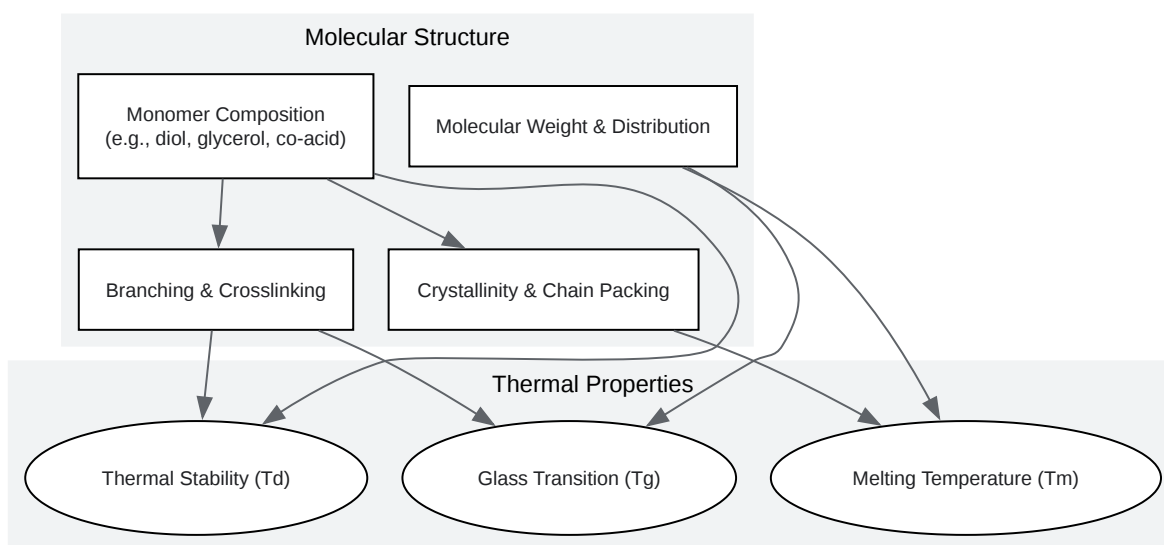 Molecular Structure
Monomer Composition
(e.g., diol, glycerol, co-acid)
Molecular Weight & Distribution
Branching & Crosslinking
Crystallinity & Chain Packing
Thermal Properties
Thermal Stability (Td)
Glass Transition (Tg)
Melting Temperature (Tm)